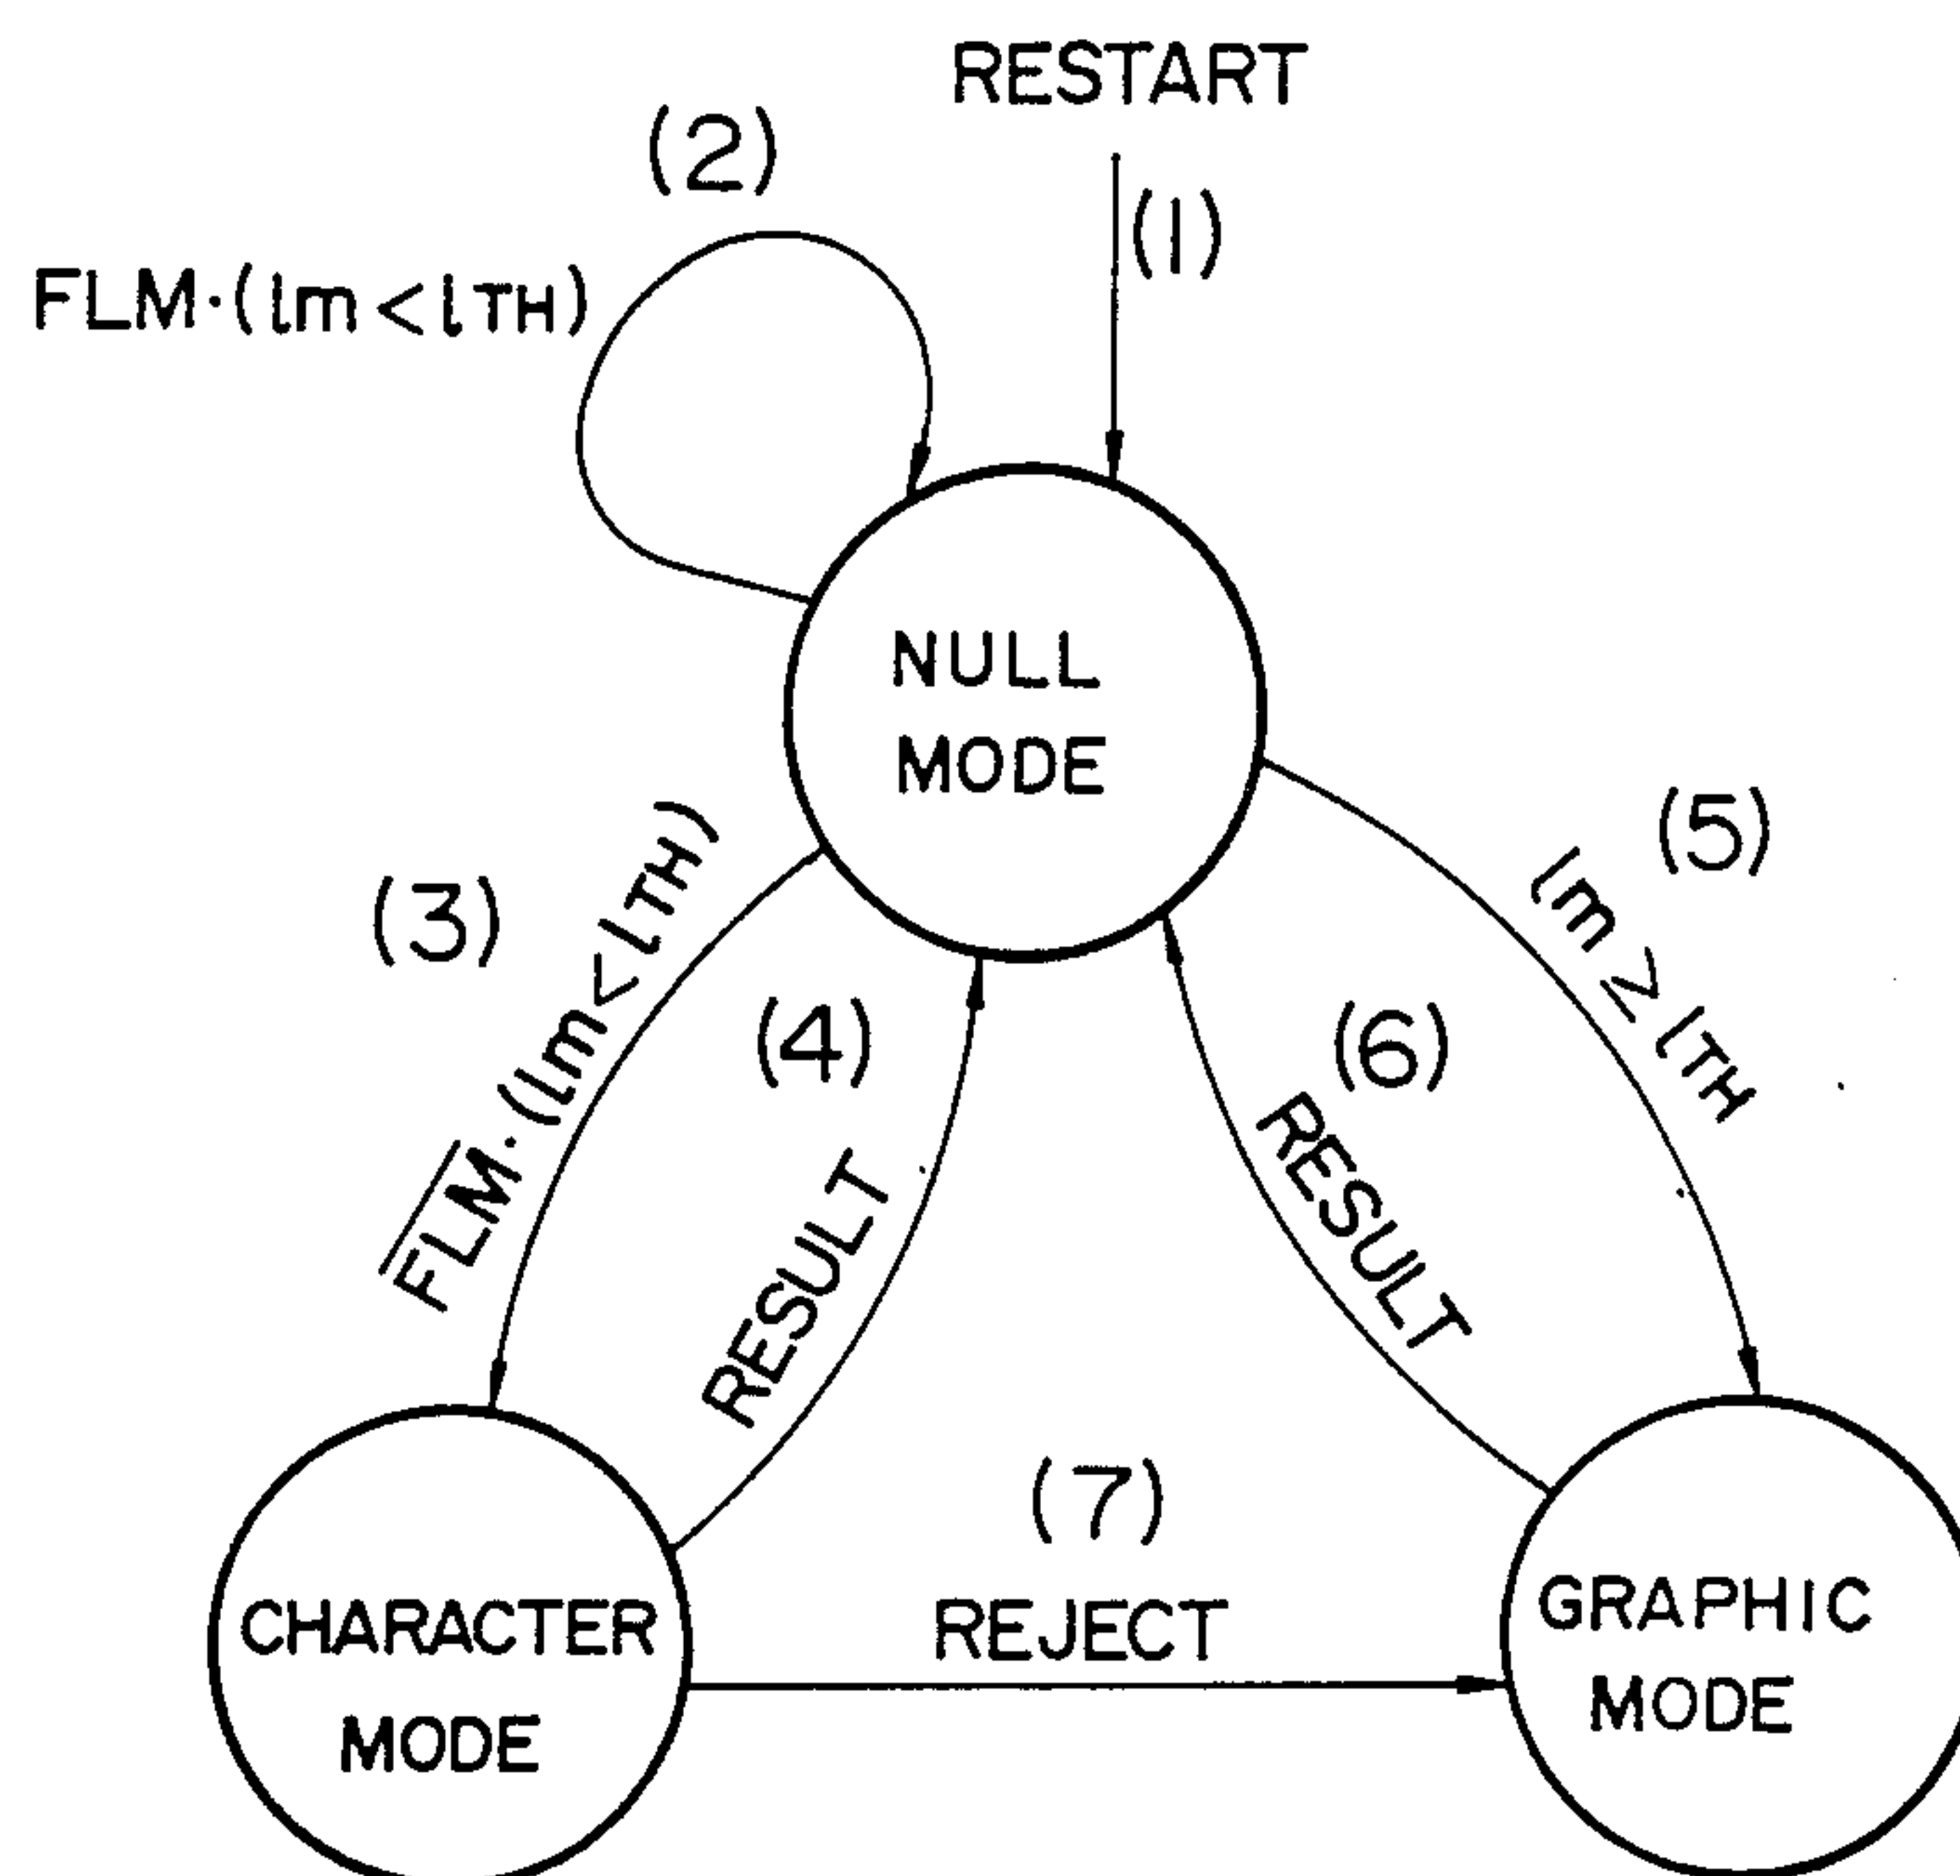 RESTART
(2)
(1)
FLM·(lm<lTH)
NULL
MODE
(5)
lm≥lTH
(3)
F̅L̅M̅·(lm<lTH)
(4)
RESULT
(6)
RESULT
(7)
REJECT
CHARACTER
MODE
GRAPHIC
MODE